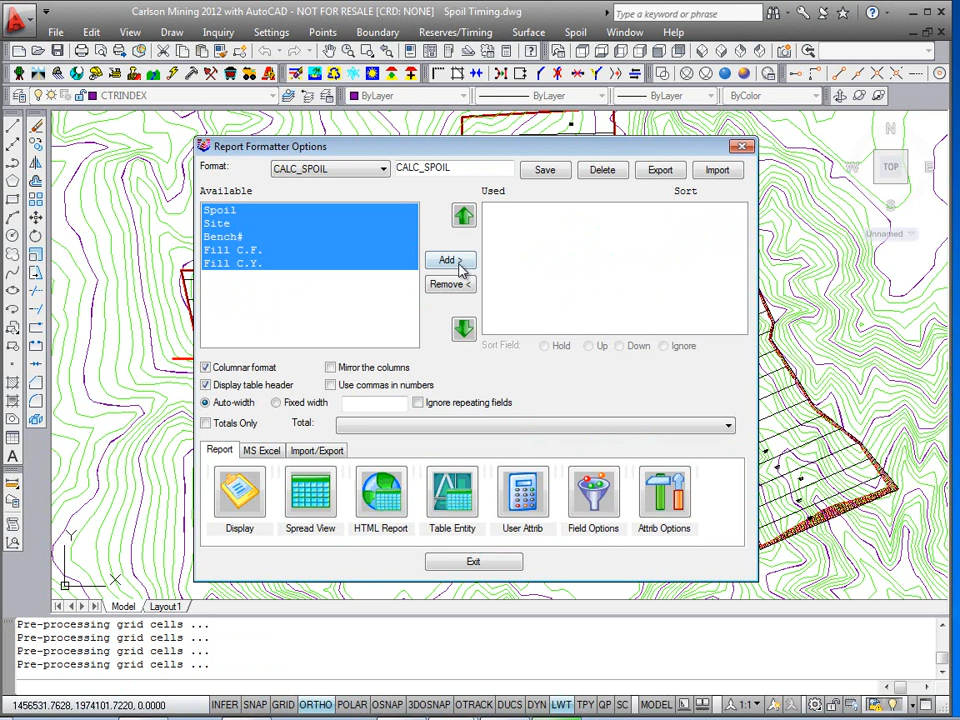 Carlson Mining 2012 with AutoCAD - NOT FOR RESALE [CRD: NONE] Spoil Timing.dwg
Type a keyword or phrase
File Edit View Draw Inquiry Settings Points Boundary Reserves/Timing Surface Spoil Window Help
CTRINDEX ByLayer ByLayer ByLayer ByColor
Report Formatter Options
Format: CALC_SPOIL CALC_SPOIL Save Delete Export Import
Available Used Sort
Spoil
Site
Bench#
Fill C.F.
Fill C.Y.
Add >
Remove <
Sort Field: Hold Up Down Ignore
Columnar format Mirror the columns
Display table header Use commas in numbers
Auto-width Fixed width Ignore repeating fields
Totals Only Total:
Report MS Excel Import/Export
Display Spread View HTML Report Table Entity User Attrib Field Options Attrib Options
Exit
N
W TOP E
S
Unnamed
Y
X
Model Layout1
Pre-processing grid cells ...
Pre-processing grid cells ...
Pre-processing grid cells ...
Pre-processing grid cells ...
1456531.7628, 1974101.7220, 0.0000 INFER SNAP GRID ORTHO POLAR OSNAP 3DOSNAP OTRACK DUCS DYN LWT TPY QP SC MODEL 1:1